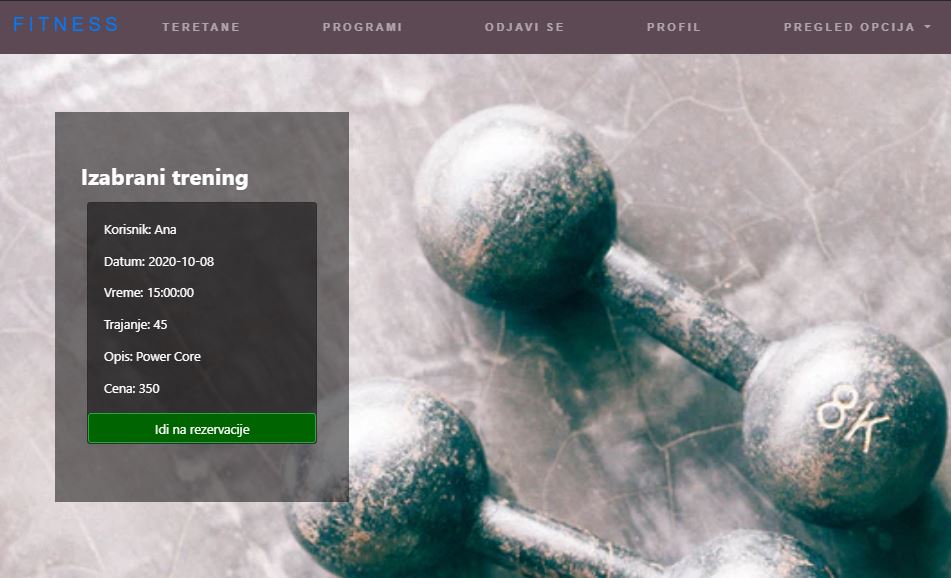 FITNESS TERETANE PROGRAMI ODJAVI SE PROFIL PREGLED OPCIJA
Izabrani trening
Korisnik: Ana
Datum: 2020-10-08
Vreme: 15:00:00
Trajanje: 45
Opis: Power Core
Cena: 350
Idi na rezervacije
8K